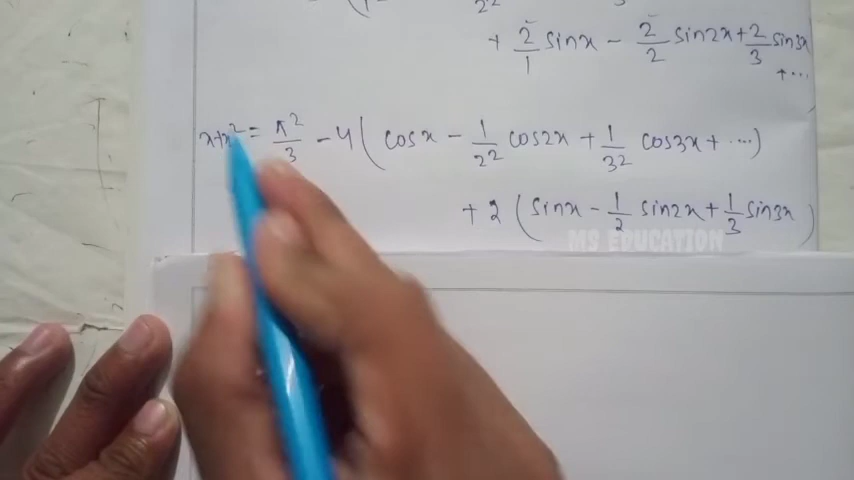 2²
+ 2/1 sinx - 2/2 sin2x + 2/3 sin3x
+ ...
x+x² = π²/3 - 4 ( cosx - 1/2² cos2x + 1/3² cos3x + ....)
+ 2 ( sinx - 1/2 sin2x + 1/3 sin3x )
MS EDUCATION